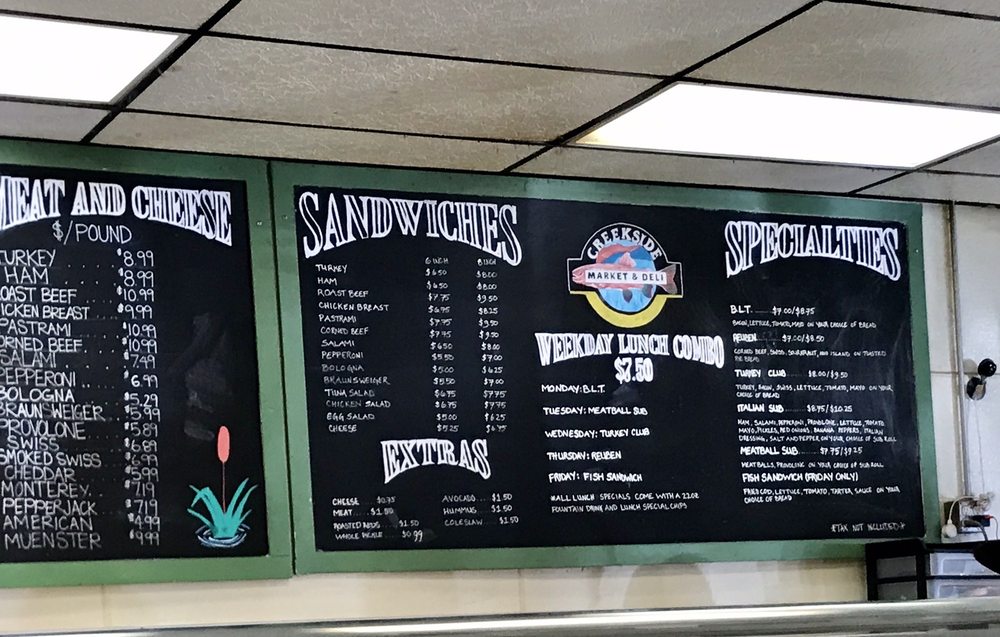 MEAT AND CHEESE
$/POUND
TURKEY $8.99
HAM $8.99
ROAST BEEF $10.99
CHICKEN BREAST $9.99
PASTRAMI $10.99
CORNED BEEF $10.99
SALAMI 7.49
PEPPERONI $6.99
BOLOGNA $5.29
BRAUNSWEIGER $5.99
PROVOLONE $5.89
SWISS $6.89
SMOKED SWISS $6.99
CHEDDAR $5.99
MONTEREY $7.19
PEPPERJACK $7.19
AMERICAN $4.99
MUENSTER $9.99
SANDWICHES
6 INCH 8 INCH
TURKEY $6.50 $8.00
HAM $6.50 $8.00
ROAST BEEF $7.75 $9.50
CHICKEN BREAST $6.75 $8.25
PASTRAMI $7.75 $9.50
CORNED BEEF $7.75 $9.50
SALAMI $6.50 $8.00
PEPPERONI $5.50 $7.00
BOLOGNA $5.00 $6.25
BRAUNSWEIGER $5.50 $7.00
TUNA SALAD $6.75 $7.75
CHICKEN SALAD $6.75 $7.75
EGG SALAD $5.00 $6.25
CHEESE $5.25
EXTRAS
CHEESE $0.75
MEAT $1.50
ROASTED REDS $1.50
WHOLE PICKLE $0.99
AVOCADO $1.50
HUMMUS $1.50
COLESLAW $1.50
CREEKSIDE
MARKET & DELI
WEEKDAY LUNCH COMBO
$7.50
MONDAY: B.L.T.
TUESDAY: MEATBALL SUB
WEDNESDAY: TURKEY CLUB
THURSDAY: REUBEN
FRIDAY: FISH SANDWICH
*ALL LUNCH SPECIALS COME WITH A 22OZ
FOUNTAIN DRINK AND LUNCH SPECIAL CHIPS
SPECIALTIES
B.L.T. $7.00/$8.75
BACON, LETTUCE, TOMATO, MAYO ON YOUR CHOICE OF BREAD
REUBEN $7.00/$8.50
CORNED BEEF, SWISS, SOURKRAUT, 1000 ISLAND ON TOASTED
RYE BREAD
TURKEY CLUB $8.00/$9.50
TURKEY, BACON, SWISS, LETTUCE, TOMATO, MAYO ON YOUR
CHOICE OF BREAD
ITALIAN SUB $8.75/$10.25
HAM, SALAMI, PEPPERONI, PROVOLONE, LETTUCE, TOMATO
MAYO, PICKLES, RED ONIONS, BANANA PEPPERS, ITALIAN
DRESSING, SALT AND PEPPER ON YOUR CHOICE OF SUB ROLL
MEATBALL SUB $7.75/$9.25
MEATBALLS, PROVOLONE ON YOUR CHOICE OF SUB ROLL
FISH SANDWICH (FRIDAY ONLY)
FRIED COD, LETTUCE, TOMATO, TARTER SAUCE ON YOUR
CHOICE OF BREAD
*TAX NOT INCLUDED*